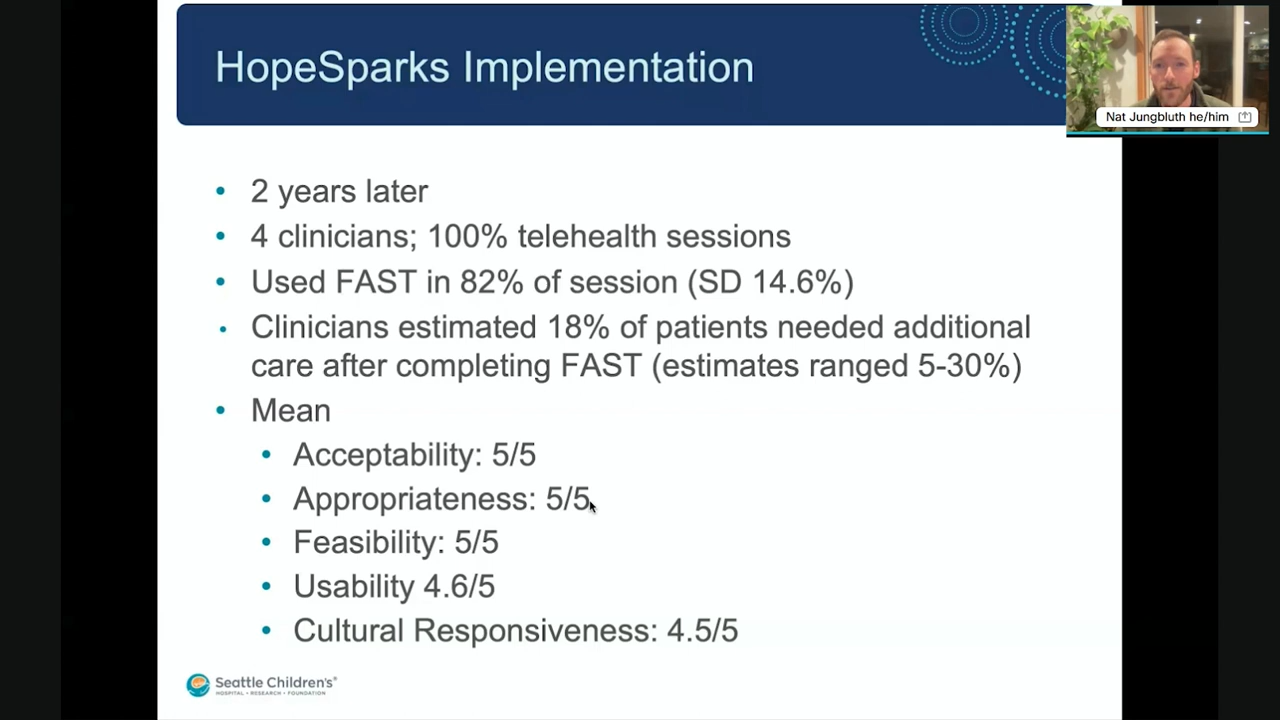 HopeSparks Implementation
Nat Jungbluth he/him
• 2 years later
• 4 clinicians; 100% telehealth sessions
• Used FAST in 82% of session (SD 14.6%)
• Clinicians estimated 18% of patients needed additional
care after completing FAST (estimates ranged 5-30%)
• Mean
• Acceptability: 5/5
• Appropriateness: 5/5
• Feasibility: 5/5
• Usability 4.6/5
• Cultural Responsiveness: 4.5/5
Seattle Children's®
HOSPITAL • RESEARCH • FOUNDATION